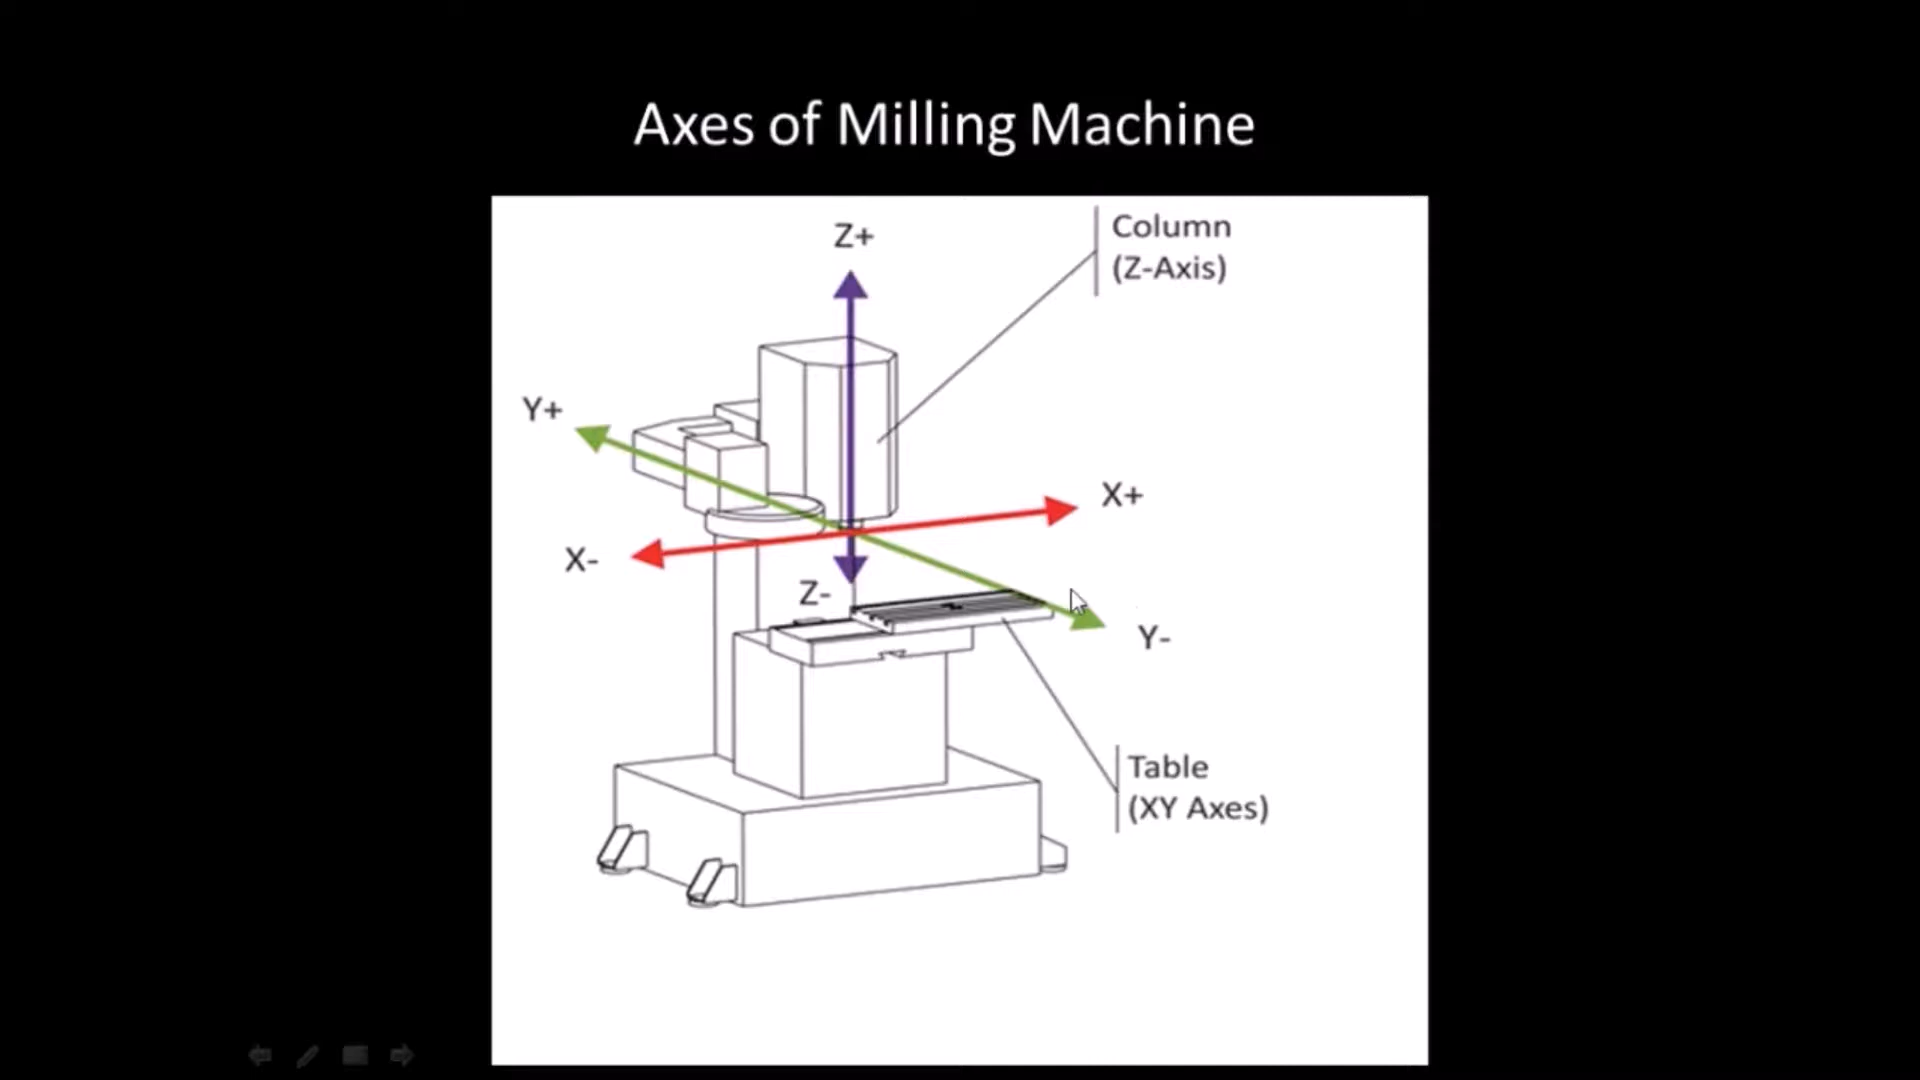 Axes of Milling Machine
Z+
Column
(Z-Axis)
Y+
X+
X-
Z-
Y-
Table
(XY Axes)